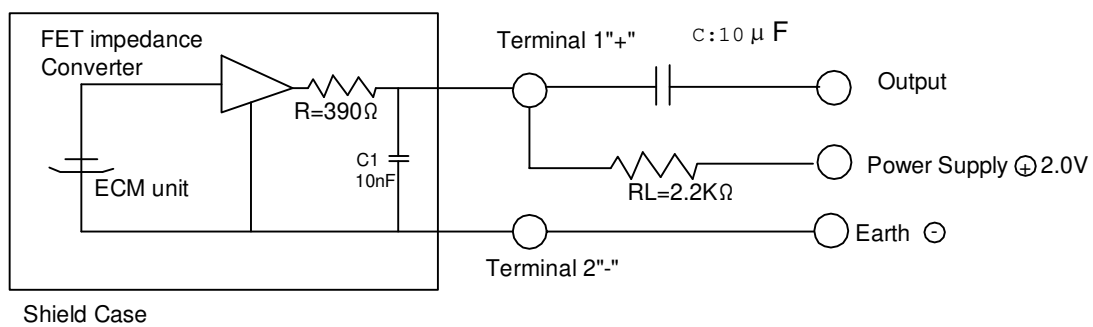 FET impedance
Converter
R=390Ω
C1
10nF
ECM unit
Terminal 1"+"
C:10 μ F
Output
RL=2.2KΩ
Power Supply ⊕ 2.0V
Earth ⊖
Terminal 2"-"
Shield Case